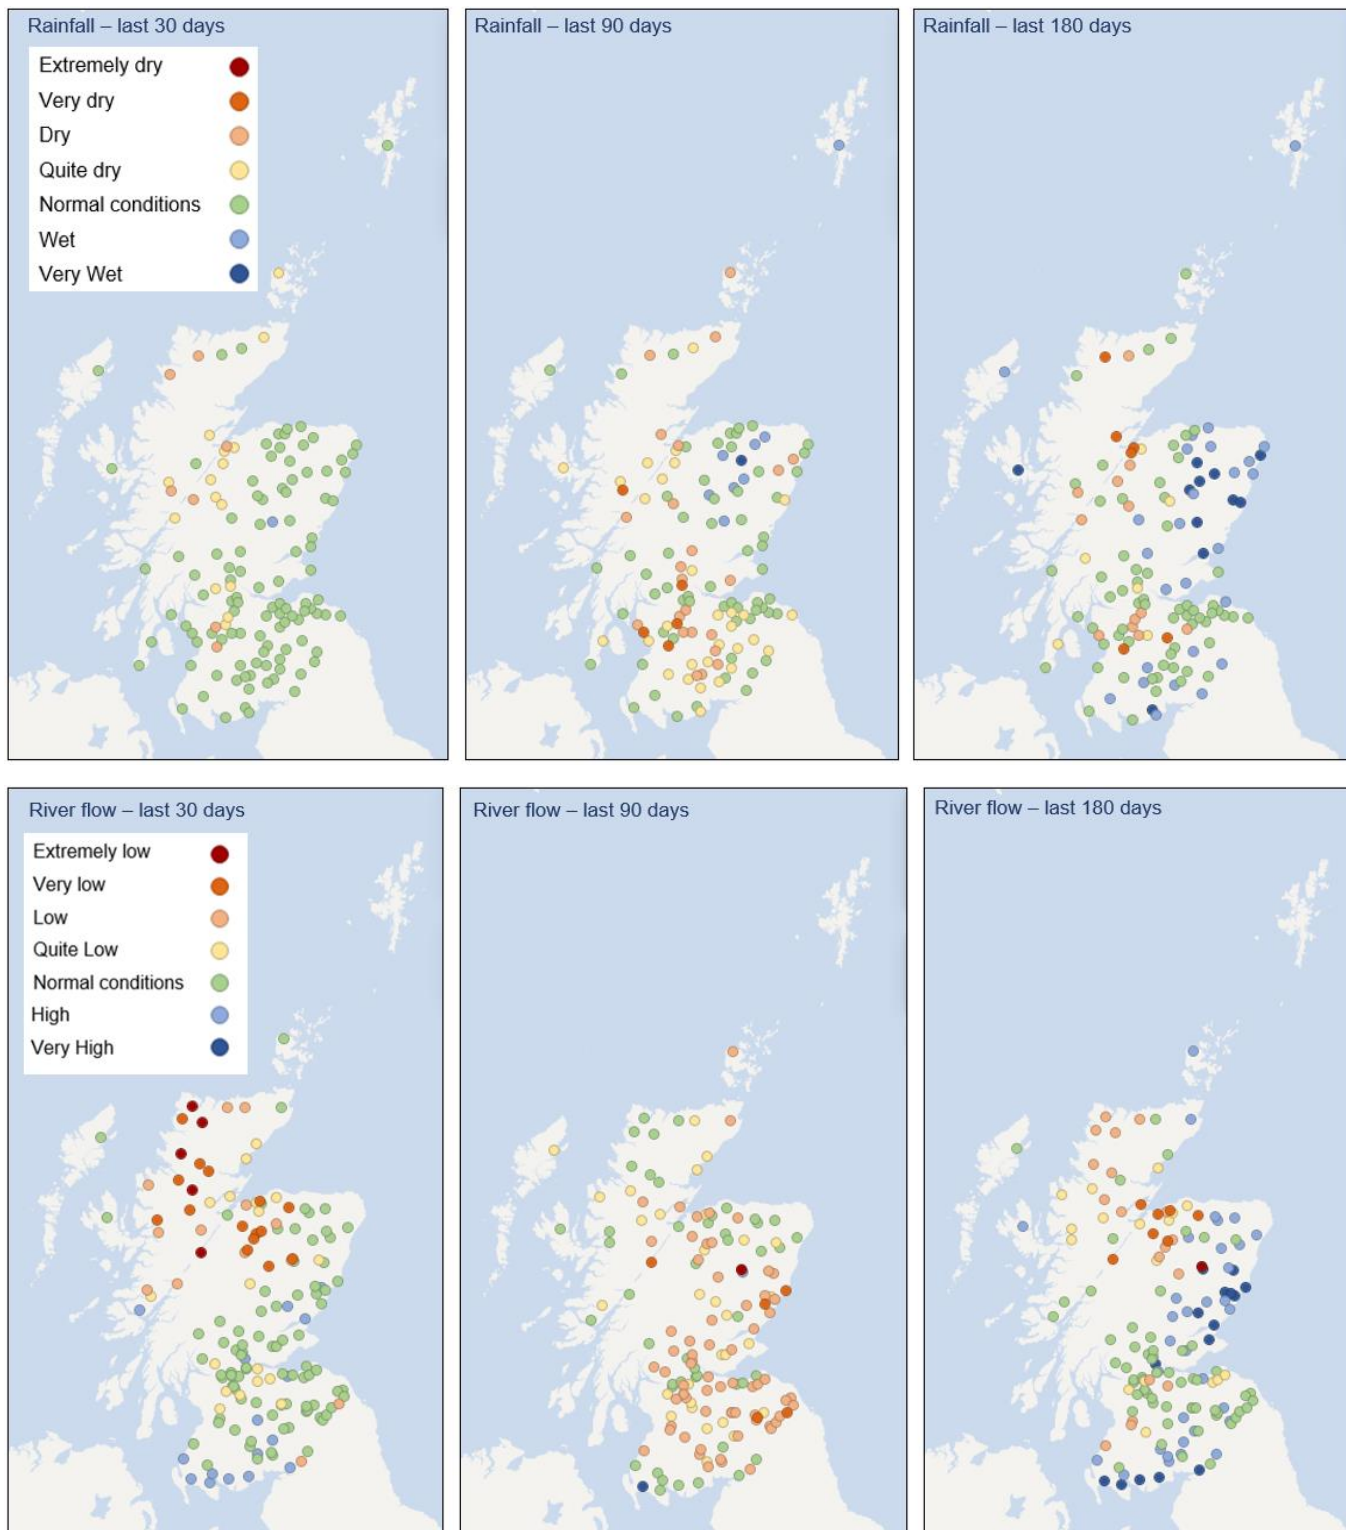 Rainfall – last 30 days
Extremely dry
Very dry
Dry
Quite dry
Normal conditions
Wet
Very Wet
Rainfall – last 90 days
Rainfall – last 180 days
River flow – last 30 days
Extremely low
Very low
Low
Quite Low
Normal conditions
High
Very High
River flow – last 90 days
River flow – last 180 days